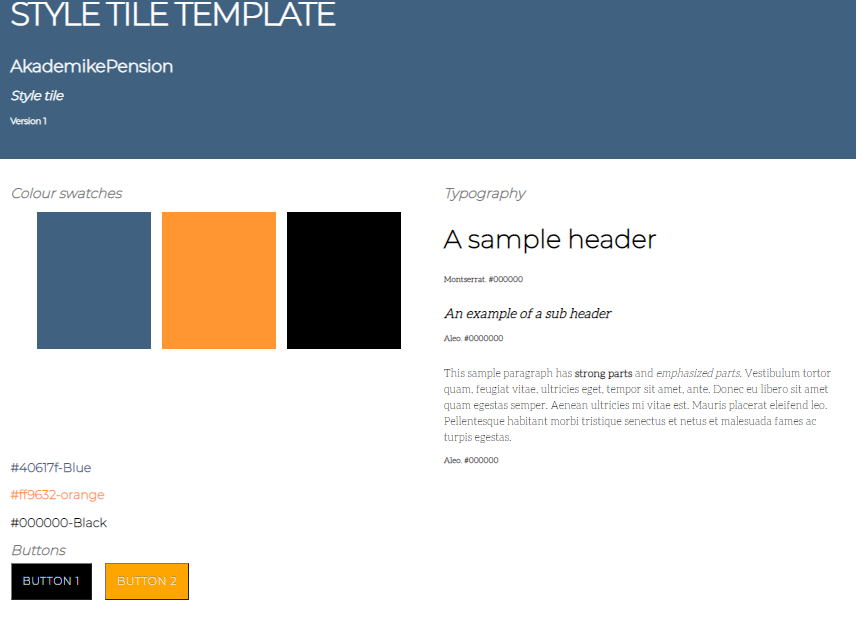 STYLE TILE TEMPLATE
AkademikePension
Style tile
Version 1
Colour swatches
#40617f-Blue
#ff9632-orange
#000000-Black
Buttons
BUTTON 1
BUTTON 2
Typography
A sample header
Montserrat. #000000
An example of a sub header
Aleo. #0000000
This sample paragraph has strong parts and emphasized parts. Vestibulum tortor
quam, feugiat vitae, ultricies eget, tempor sit amet, ante. Donec eu libero sit amet
quam egestas semper. Aenean ultricies mi vitae est. Mauris placerat eleifend leo.
Pellentesque habitant morbi tristique senectus et netus et malesuada fames ac
turpis egestas.
Aleo. #000000